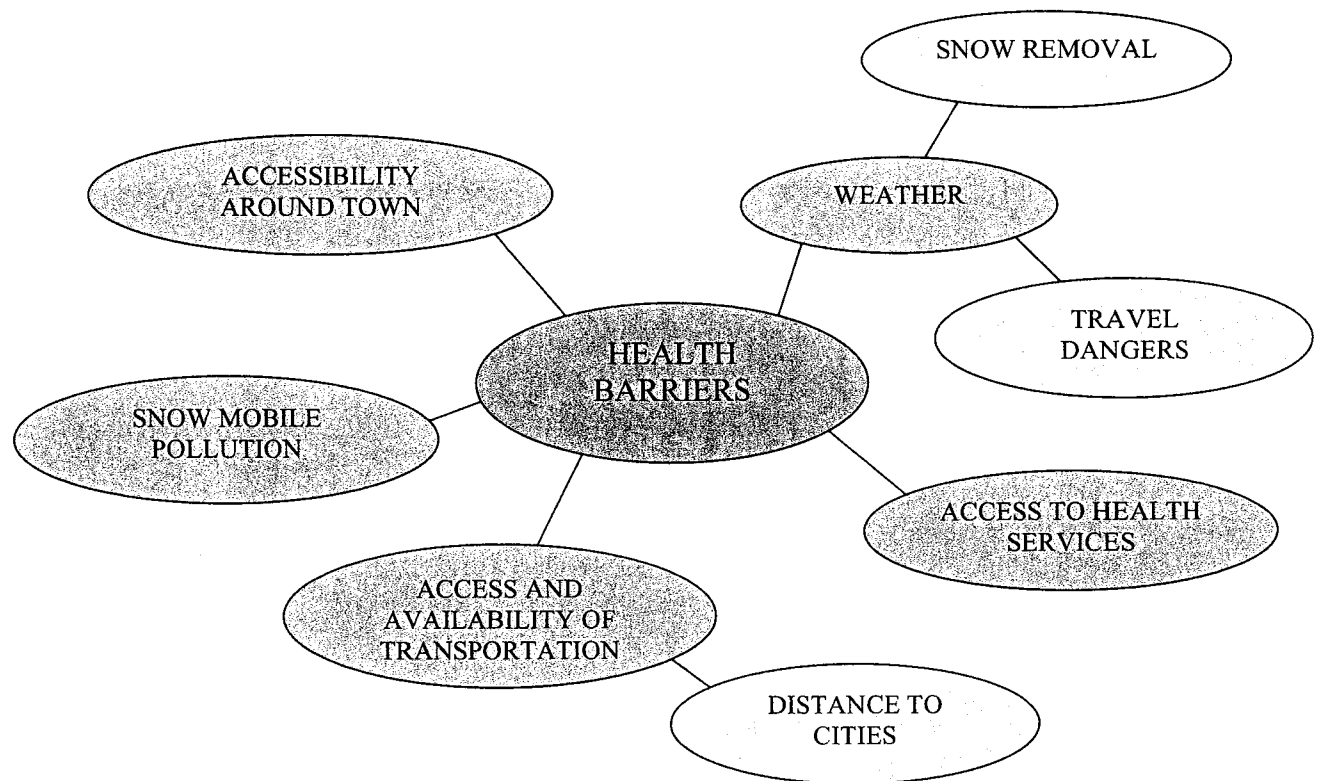 SNOW REMOVAL
ACCESSIBILITY
AROUND TOWN
WEATHER
TRAVEL
DANGERS
HEALTH
BARRIERS
SNOW MOBILE
POLLUTION
ACCESS TO HEALTH
SERVICES
ACCESS AND
AVAILABILITY OF
TRANSPORTATION
DISTANCE TO
CITIES